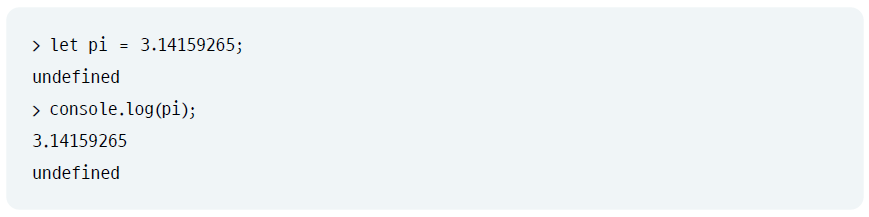 > let pi = 3.14159265;
undefined
> console.log(pi);
3.14159265
undefined